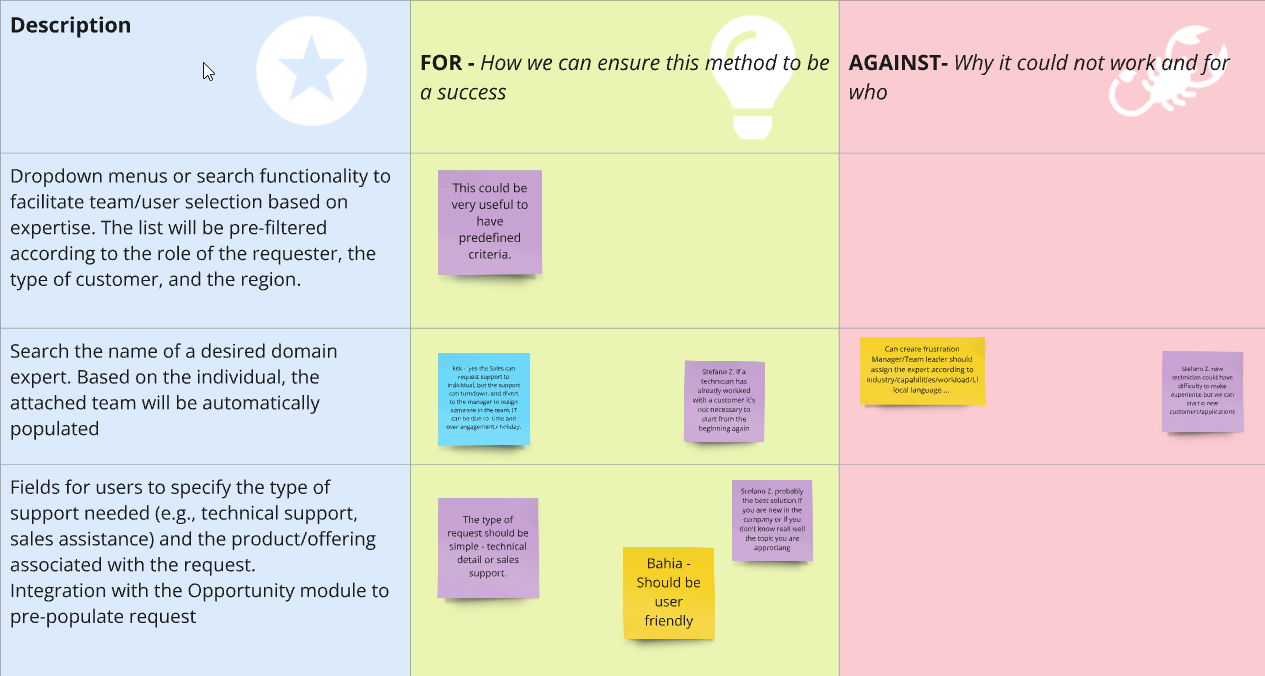 Description
FOR - How we can ensure this method to be
a success
AGAINST- Why it could not work and for
who
Dropdown menus or search functionality to
facilitate team/user selection based on
expertise. The list will be pre-filtered
according to the role of the requester, the
type of customer, and the region.
This could be
very useful to
have
predefined
criteria.
Search the name of a desired domain
expert. Based on the individual, the
attached team will be automatically
populated
yes the Sales can
request support to
individual, but the support
can turndown, and divert
to the manager to assign
someone in the team. IT
can be due to time and
over engagement / holiday.
Stefano Z. if a
technician has
already workled
with a customer it's
not necessary to
start from the
beginning again
Can create frustration
Manager/Team leader should
assign the expert according to
industry/capabilities/workload/LI
local language....
Stefano Z. new
technician could have
difficulty to make
experience but we can
start o new
customers/applications
Fields for users to specify the type of
support needed (e.g., technical support,
sales assistance) and the product/offering
associated with the request.
Integration with the Opportunity module to
pre-populate request
The type of
request should be
simple - technical
detail or sales
support.
Bahia -
Should be
user
friendly
Stefano Z. probably
the best solution if
you are new in the
company or if you
don't know reall well
the topic you are
approciang